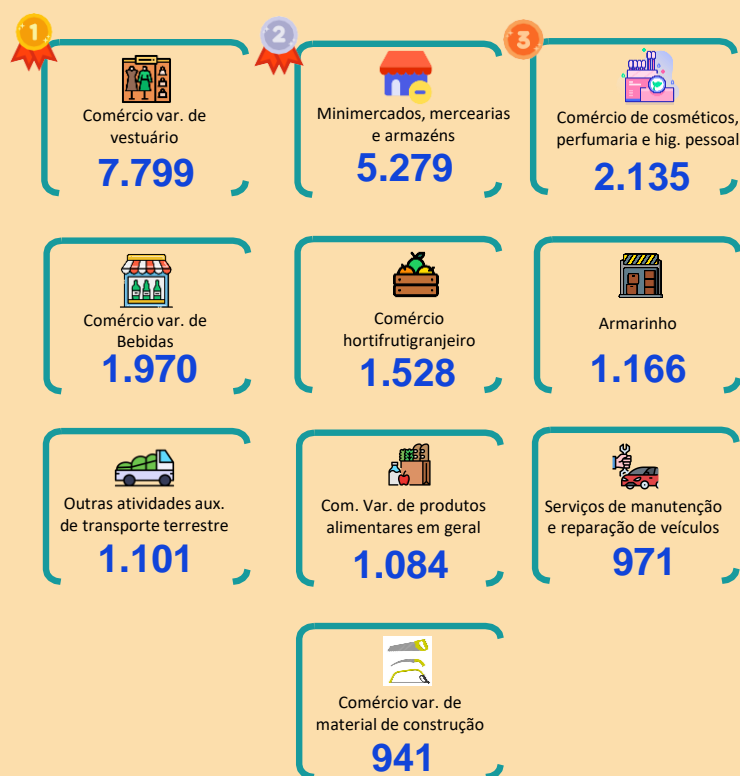 1
Comércio var. de
vestuário
7.799
2
Minimercados, mercearias
e armazéns
5.279
3
Comércio de cosméticos,
perfumaria e hig. pessoal
2.135
Comércio var. de
Bebidas
1.970
Comércio
hortifrutigranjeiro
1.528
Armarinho
1.166
Outras atividades aux.
de transporte terrestre
1.101
Com. Var. de produtos
alimentares em geral
1.084
Serviços de manutenção
e reparação de veículos
971
Comércio var. de
material de construção
941